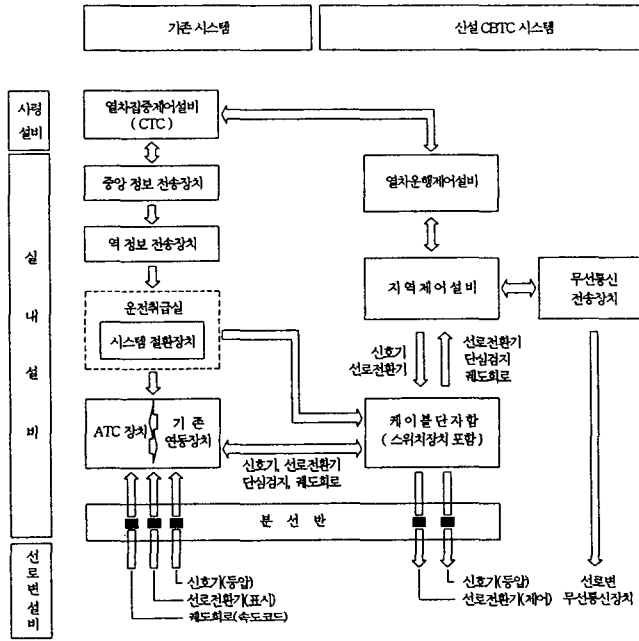 기존 시스템
신설 CBTC 시스템
사령
설비
열차집중제어설비
( CTC )
중앙 정보 전송장치
열차운행제어설비
역 정보 전송장치
실
내
설
비
지역제어설비
무선통신
전송장치
운전취급실
시스템 절환장치
신호기
선로전환기
선로전환기
단심검지
궤도회로
ATC 장치
기 존
연동장치
케이블단자함
( 스위치장치 포함 )
신호기, 선로전환기
단심검지, 궤도회로
분 선 반
선로변
설비
신호기(등압)
선로전환기(표시)
궤도회로(속도코드)
신호기(등압)
선로전환기(제어)
선로변
무선통신장치